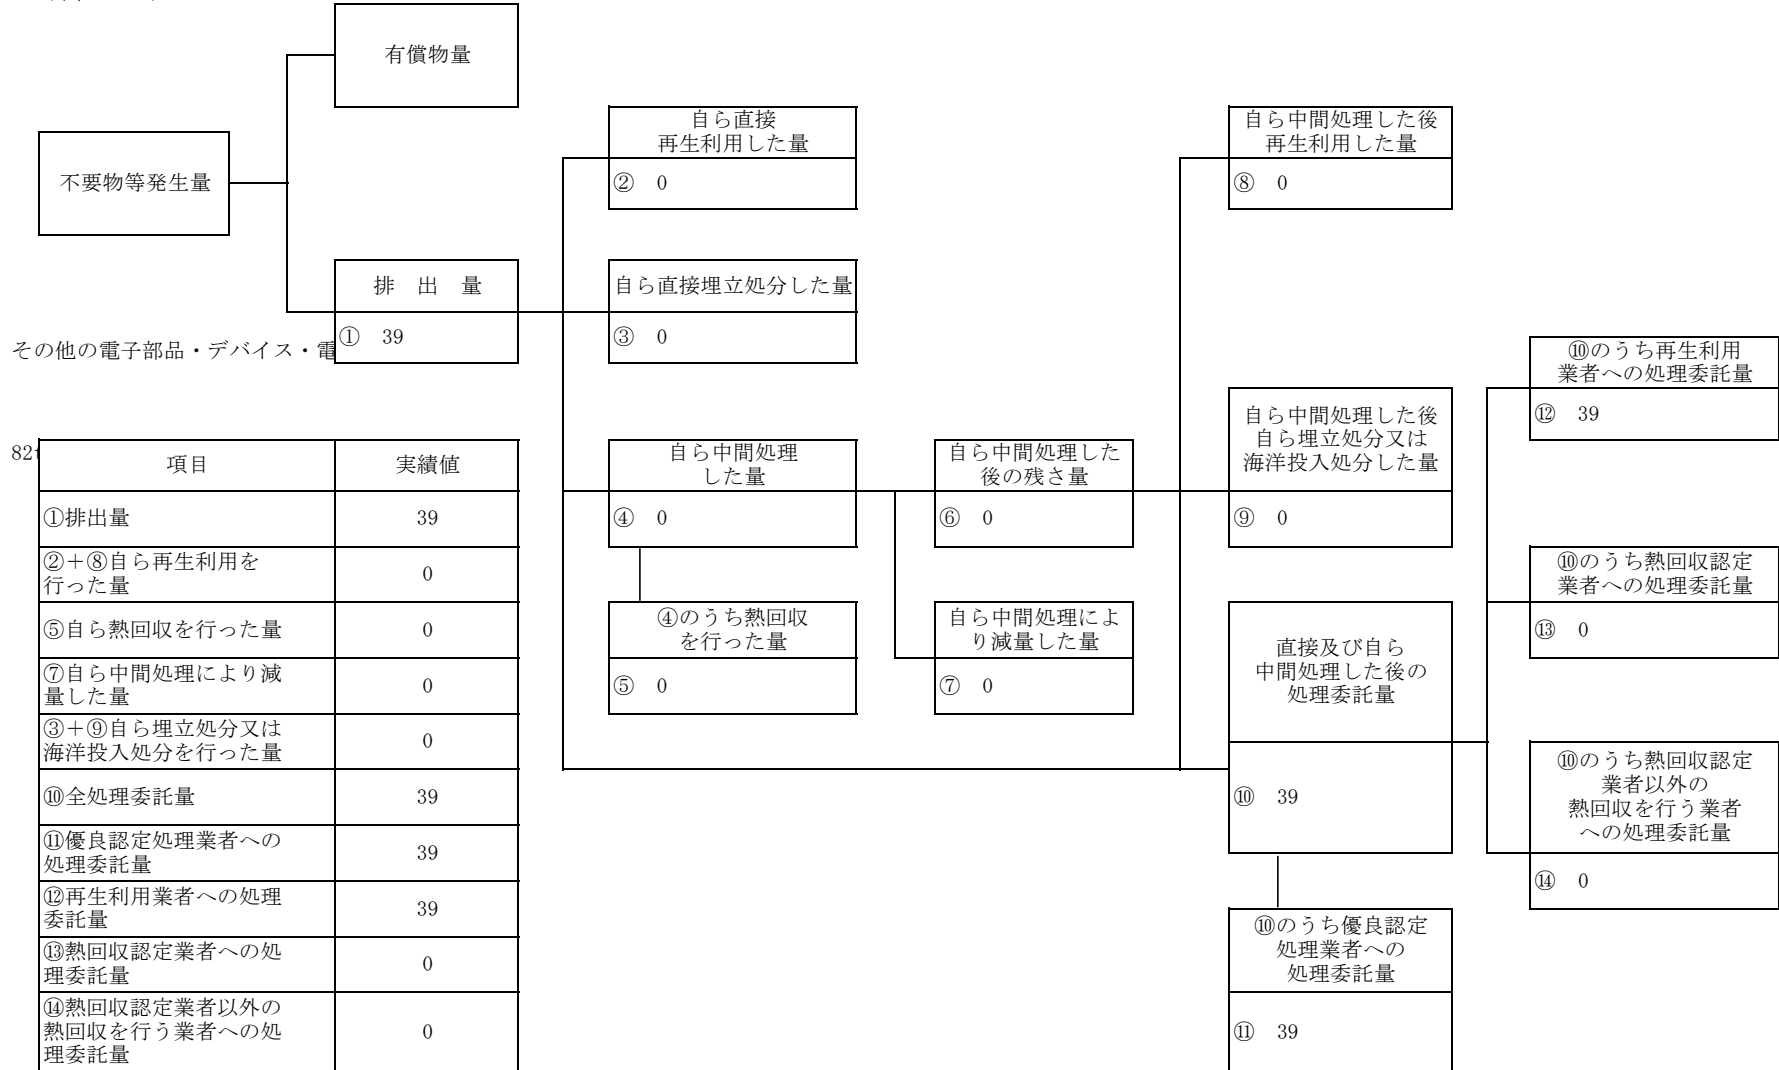 有償物量
不要物等発生量
自ら直接
再生利用した量
② 0
自ら中間処理した後
再生利用した量
⑧ 0
排 出 量
① 39
自ら直接埋立処分した量
③ 0
その他の電子部品・デバイス・電
⑩のうち再生利用
業者への処理委託量
⑫ 39
自ら中間処理した後
自ら埋立処分又は
海洋投入処分した量
⑨ 0
自ら中間処理
した量
④ 0
自ら中間処理した
後の残さ量
⑥ 0
⑩のうち熱回収認定
業者への処理委託量
⑬ 0
④のうち熱回収
を行った量
⑤ 0
自ら中間処理によ
り減量した量
⑦ 0
直接及び自ら
中間処理した後の
処理委託量
⑩ 39
⑩のうち熱回収認定
業者以外の
熱回収を行う業者
への処理委託量
⑭ 0
⑩のうち優良認定
処理業者への
処理委託量
⑪ 39
82
項目 実績値
①排出量 39
②+⑧自ら再生利用を
行った量 0
⑤自ら熱回収を行った量 0
⑦自ら中間処理により減
量した量 0
③+⑨自ら埋立処分又は
海洋投入処分を行った量 0
⑩全処理委託量 39
⑪優良認定処理業者への
処理委託量 39
⑫再生利用業者への処理
委託量 39
⑬熱回収認定業者への処
理委託量 0
⑭熱回収認定業者以外の
熱回収を行う業者への処
理委託量 0